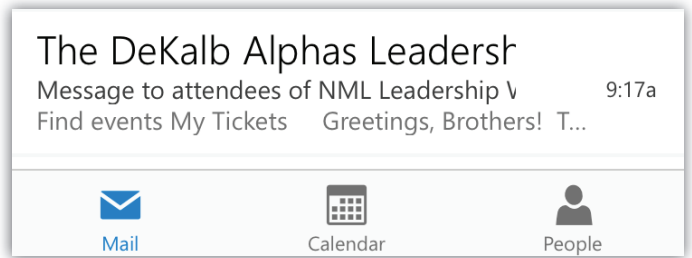 The DeKalb Alphas Leadersh
Message to attendees of NML Leadership 9:17a
Find events My Tickets Greetings, Brothers! T...
Mail Calendar People